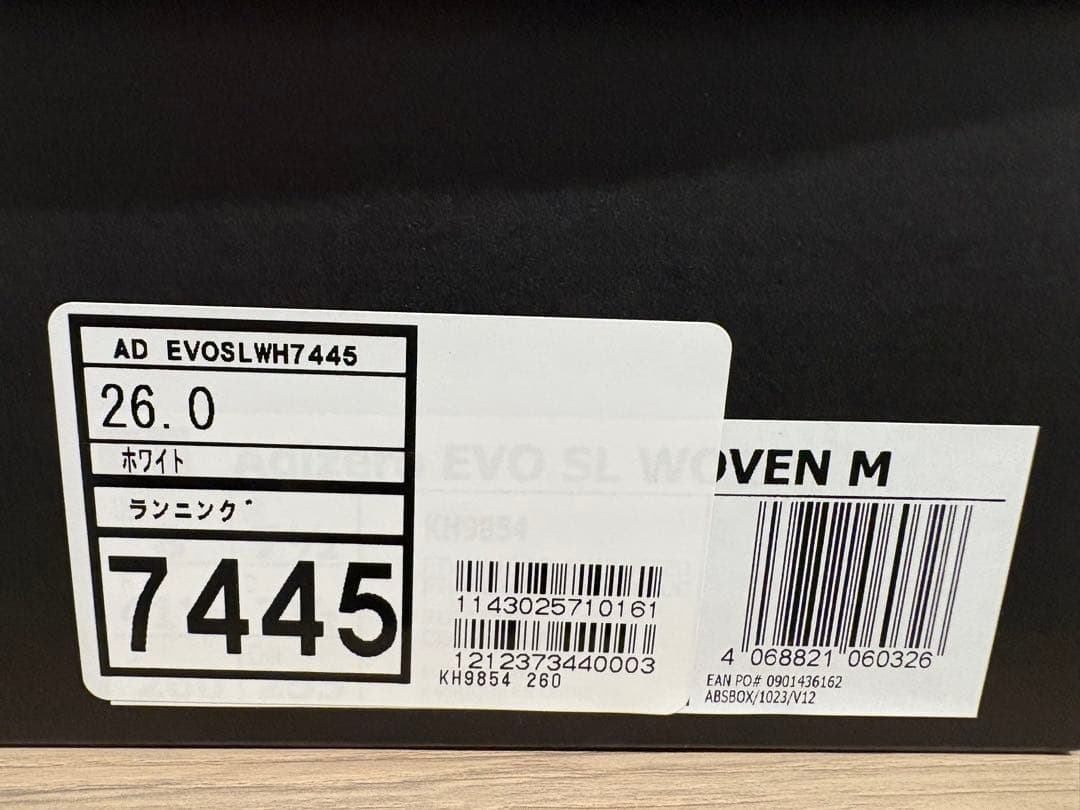 AD EVOSLWH7445
26.0
ホワイト
ランニング
7445
Adizero EVO SL WOVEN M
KH9854
1143025710161
1212373440003
KH9854 260
4 068821 060326
EAN PO# 0901436162
ABSBOX/1023/V12